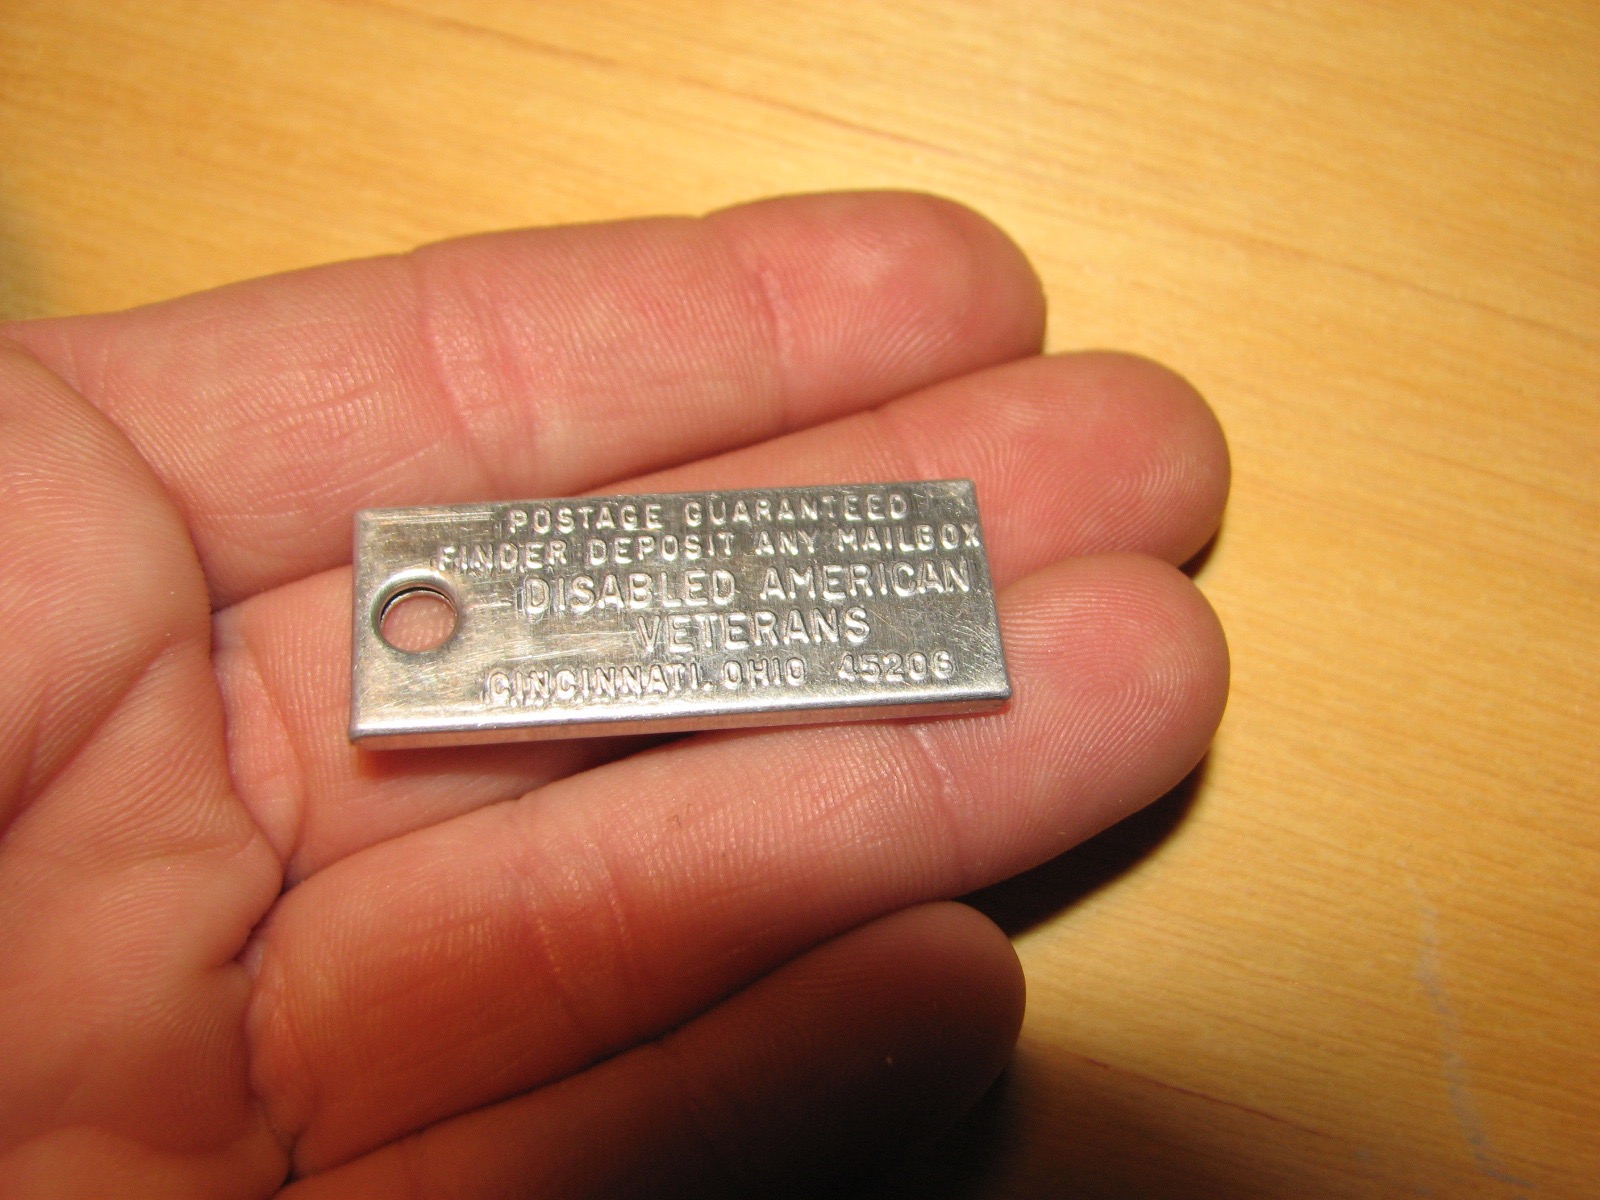 POSTAGE GUARANTEED
FINDER DEPOSIT ANY MAILBOX
DISABLED AMERICAN
VETERANS
CINCINNATI, OHIO 45206